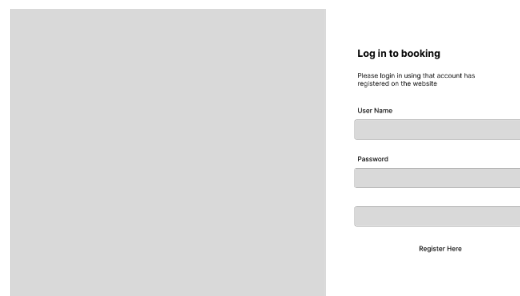 Log in to booking
Please login in using that account has
registered on the website
User Name
Password
Register Here